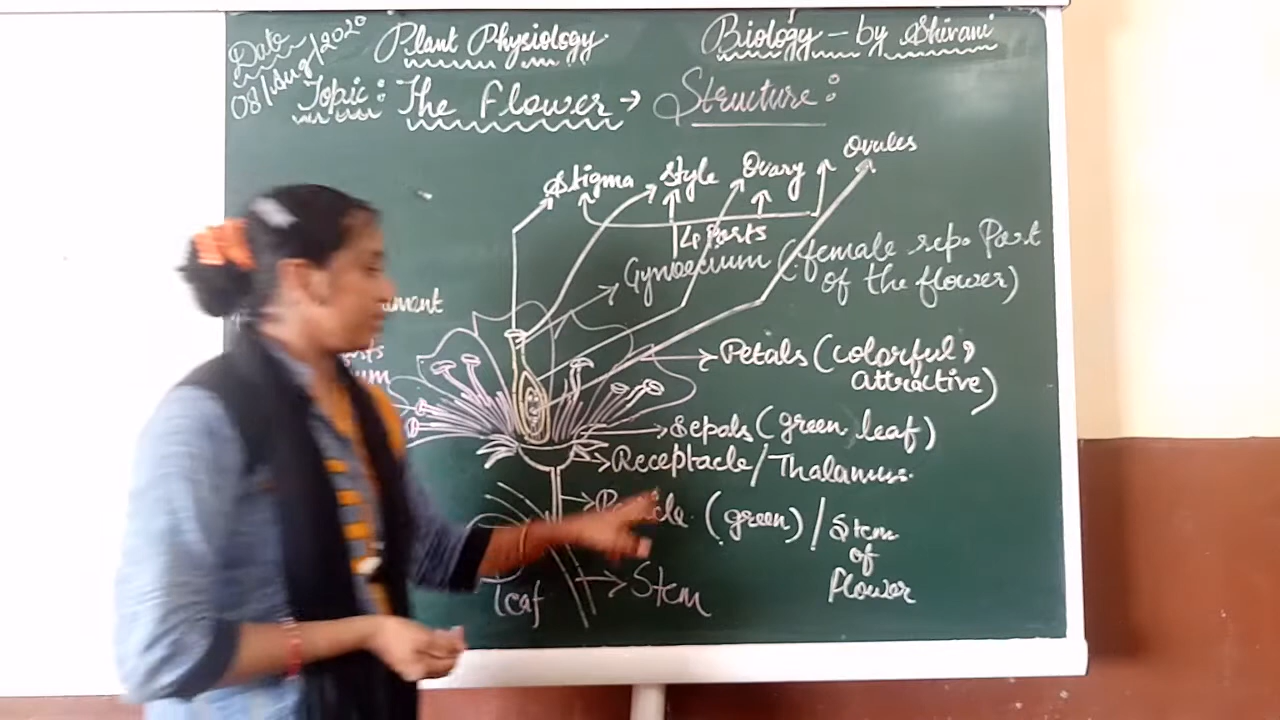 Date
08/Aug/2020
Plant Physiology
Biology - by Shivani
Topic: The Flower → Structure:
Stigma Style Ovary Ovules
4 Parts
Gynoecium (female rep. Part
of the flower)
Petals (colorful,
attractive)
Sepals (green leaf)
Receptacle/Thalamus.
(green) / Stem
of
flower
leaf
Stem